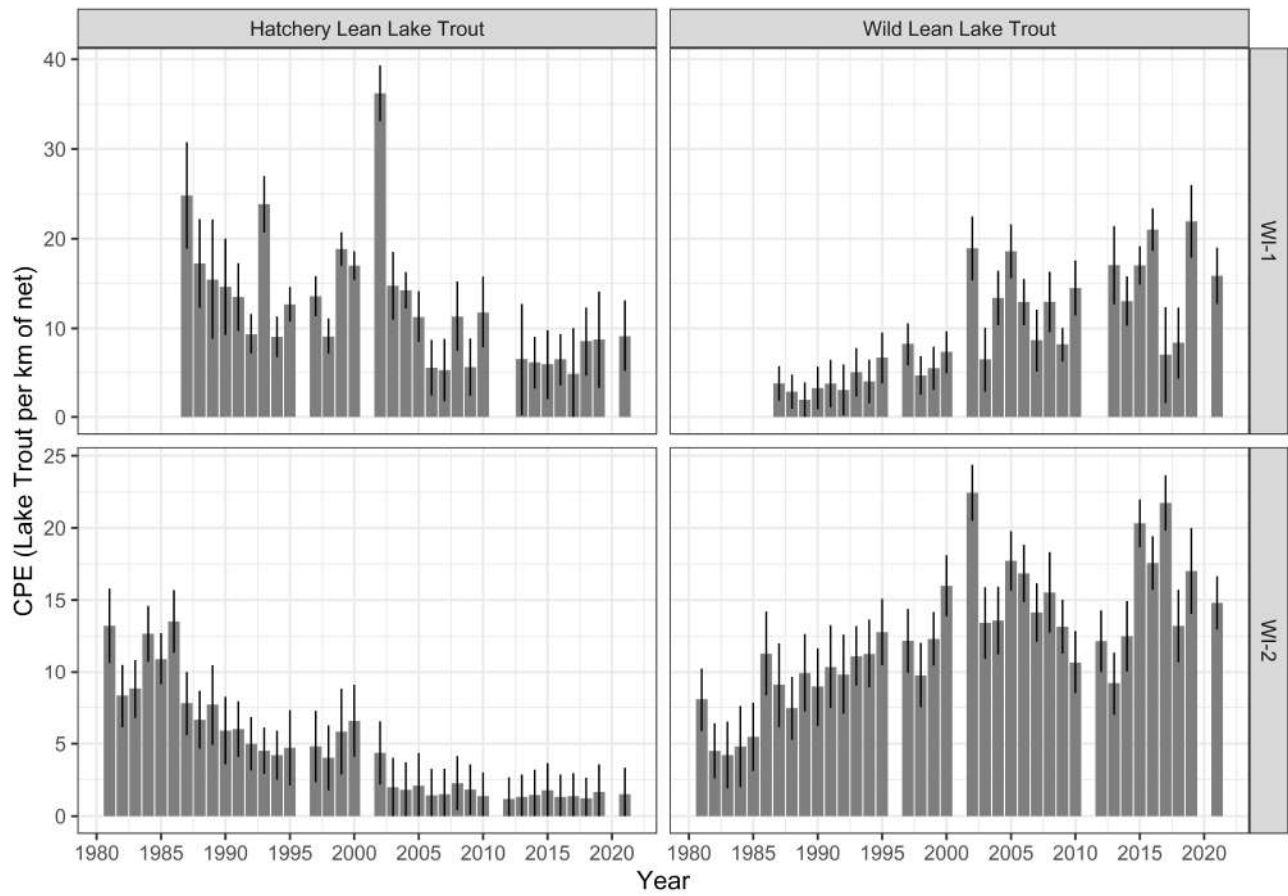 Hatchery Lean Lake Trout
Wild Lean Lake Trout
40
30
20
10
0
WI-1
25
20
15
10
5
0
WI-2
CPE (Lake Trout per km of net)
1980 1985 1990 1995 2000 2005 2010 2015 2020
1980 1985 1990 1995 2000 2005 2010 2015 2020
Year